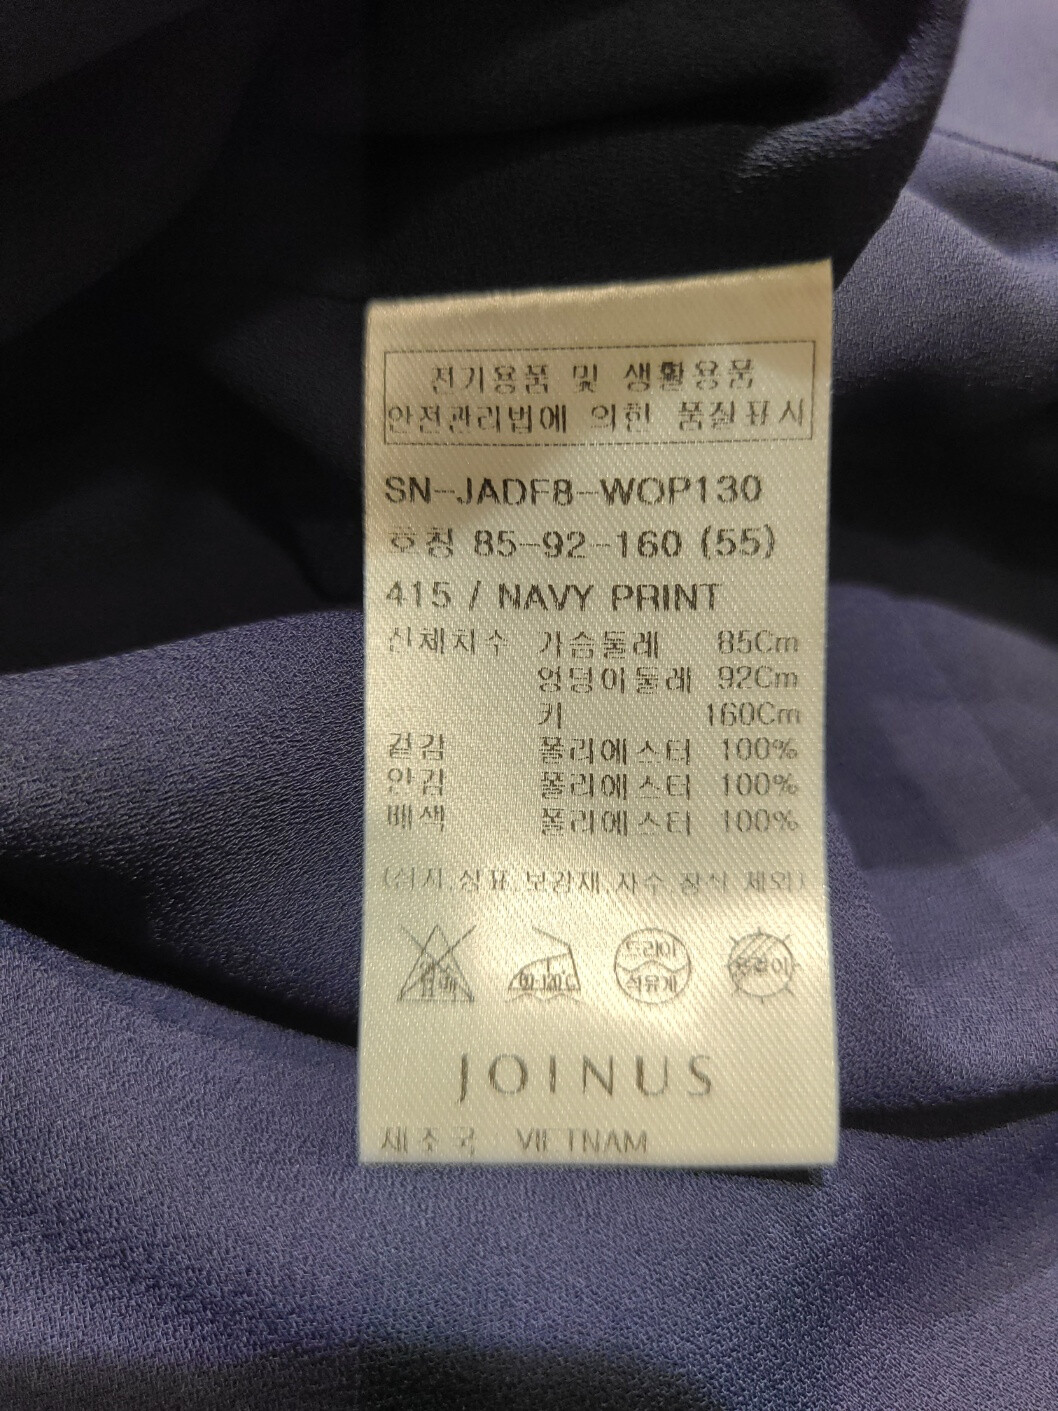 전기용품 및 생활용품
안전관리법에 의한 품질표시
SN-JADF8-WOP130
호칭 85-92-160 (55)
415 / NAVY PRINT
신체치수 가슴둘레 85Cm
엉덩이둘레 92Cm
키 160Cm
겉감 폴리에스터 100%
안감 폴리에스터 100%
배색 폴리에스터 100%
(심지,상표,보강재,자수,장식 제외)
표백 드라이 드라이
석유계
JOINUS
제조국 VIETNAM